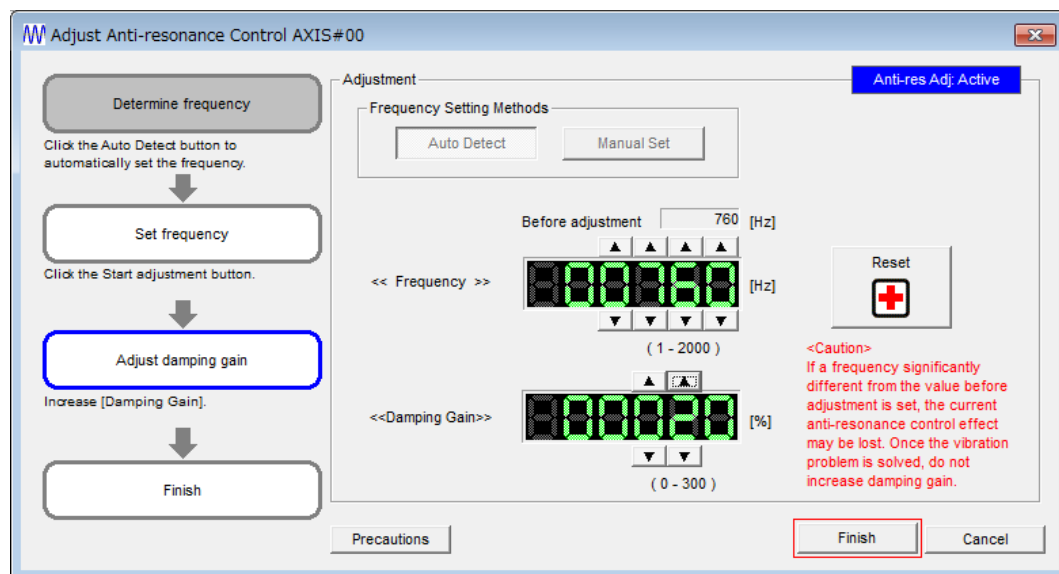 Adjust Anti-resonance Control AXIS#00
Determine frequency
Click the Auto Detect button to
automatically set the frequency.
Set frequency
Click the Start adjustment button.
Adjust damping gain
Increase [Damping Gain].
Finish
Adjustment
Anti-res Adj: Active
Frequency Setting Methods
Auto Detect
Manual Set
Before adjustment 760 [Hz]
<< Frequency >> 00760 [Hz]
( 1 - 2000 )
<<Damping Gain>> 00020 [%]
( 0 - 300 )
Reset
<Caution>
If a frequency significantly
different from the value before
adjustment is set, the current
anti-resonance control effect
may be lost. Once the vibration
problem is solved, do not
increase damping gain.
Precautions
Finish
Cancel